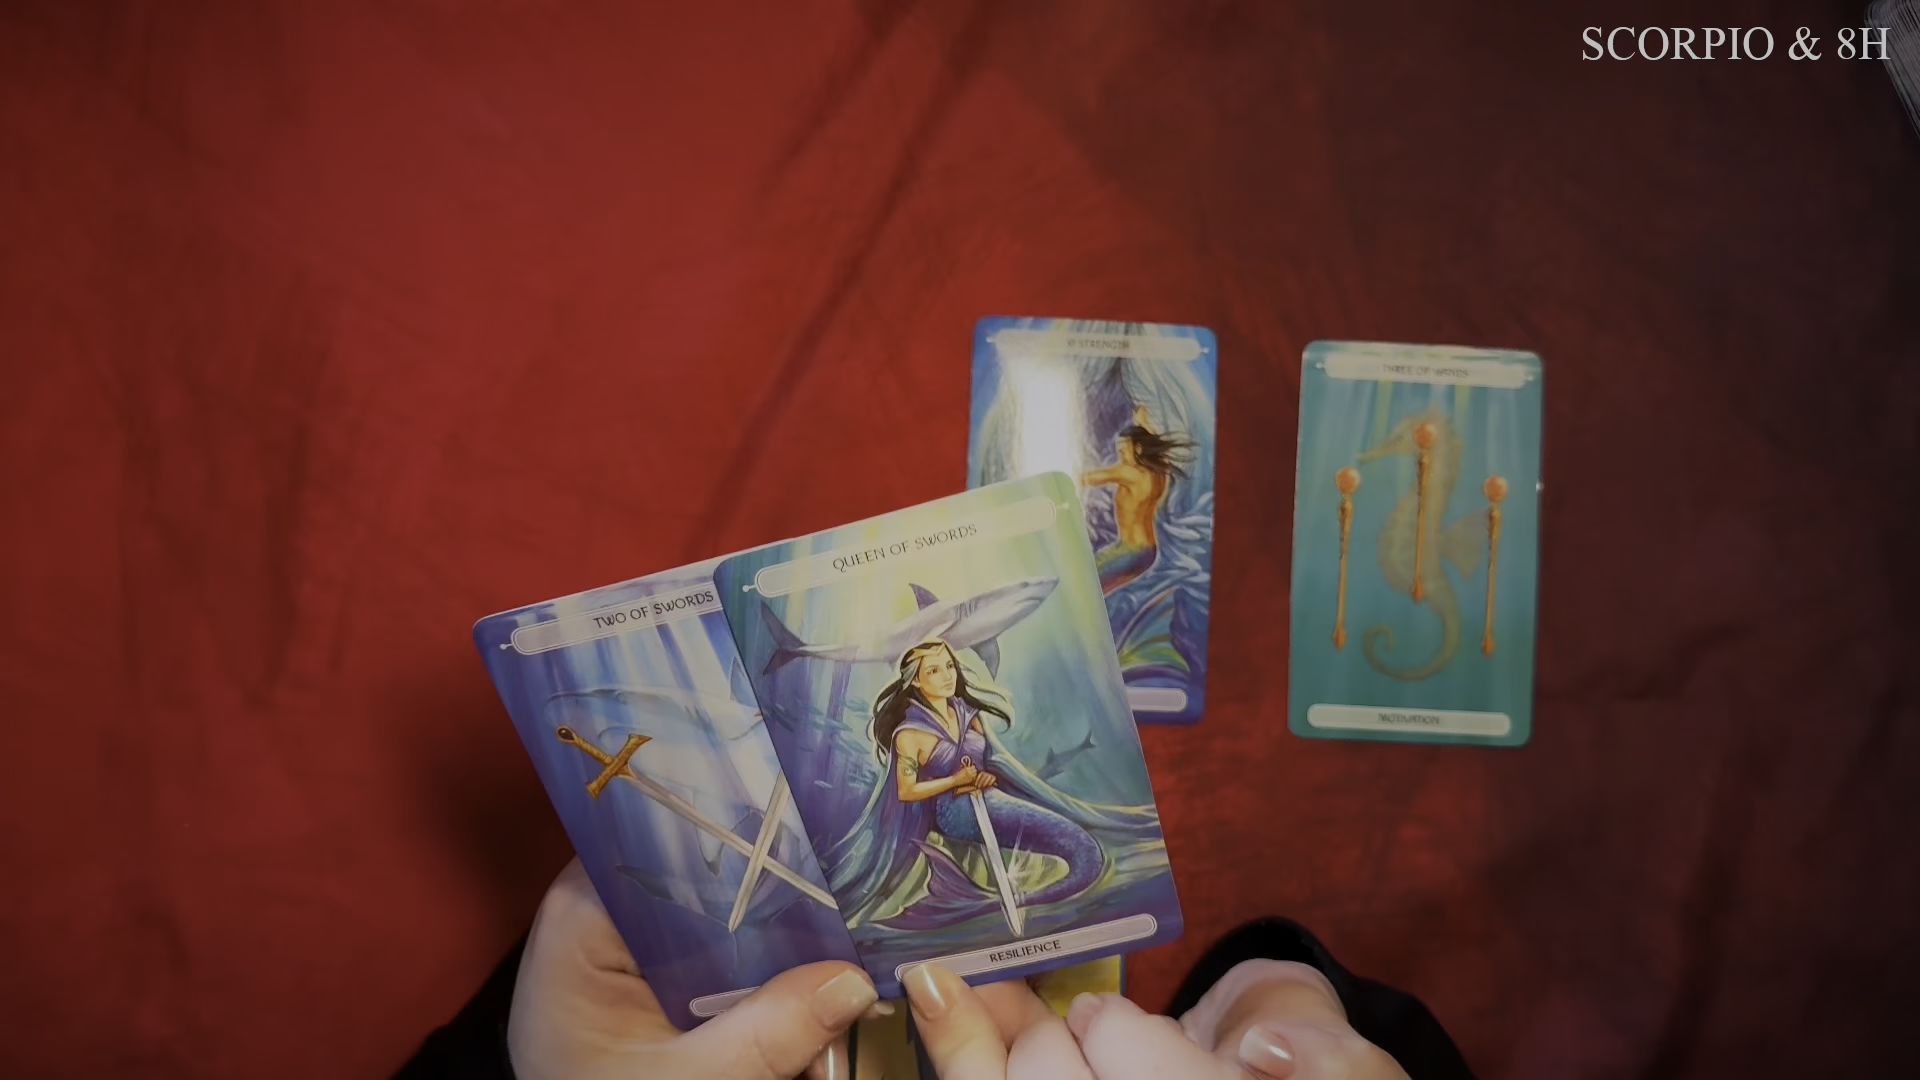 SCORPIO & 8H
STRENGTH
THREE OF WANDS
QUEEN OF SWORDS
TWO OF SWORDS
MOTIVATION
RESILIENCE